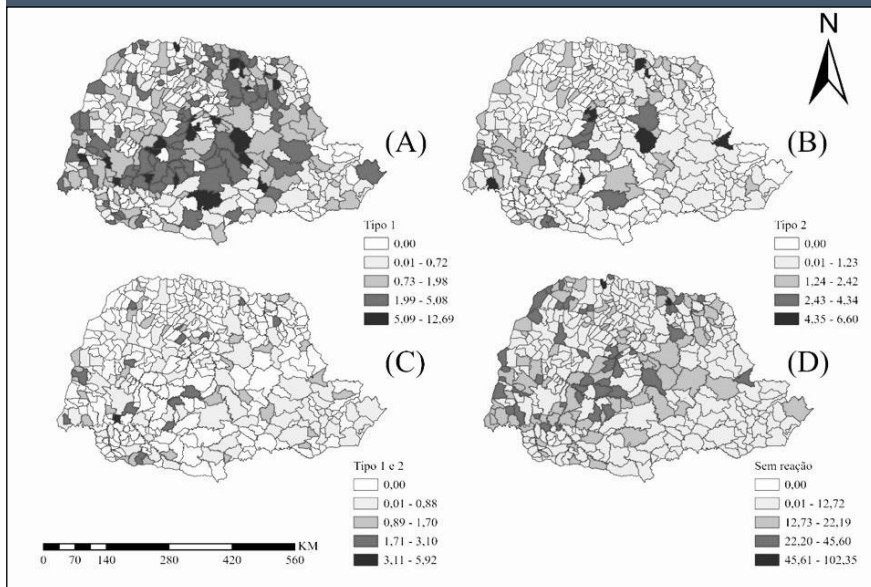 N
(A)
Tipo 1
0,00
0,01 - 0,72
0,73 - 1,98
1,99 - 5,08
5,09 - 12,69
(B)
Tipo 2
0,00
0,01 - 1,23
1,24 - 2,42
2,43 - 4,34
4,35 - 6,60
(C)
Tipo 1 e 2
0,00
0,01 - 0,88
0,89 - 1,70
1,71 - 3,10
3,11 - 5,92
(D)
Sem reação
0,00
0,01 - 12,72
12,73 - 22,19
22,20 - 45,60
45,61 - 102,35
KM
0 70 140 280 420 560